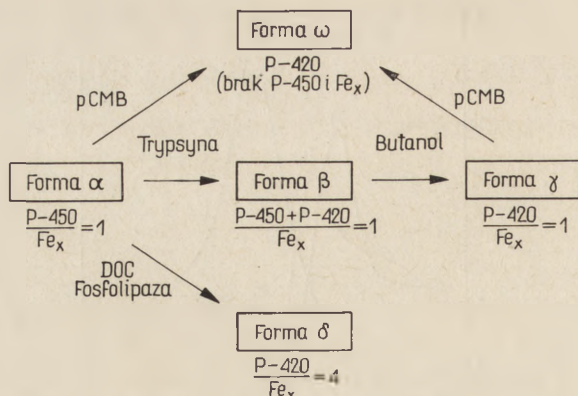 Forma ω
P-420
(brak P-450 i Feₓ)
pCMB
pCMB
Trypsyna
Butanol
Forma α
Forma β
Forma γ
P-450/Feₓ = 1
P-450+P-420/Feₓ = 1
P-420/Feₓ = 1
DOC
Fosfolipaza
Forma δ
P-420/Feₓ = 4